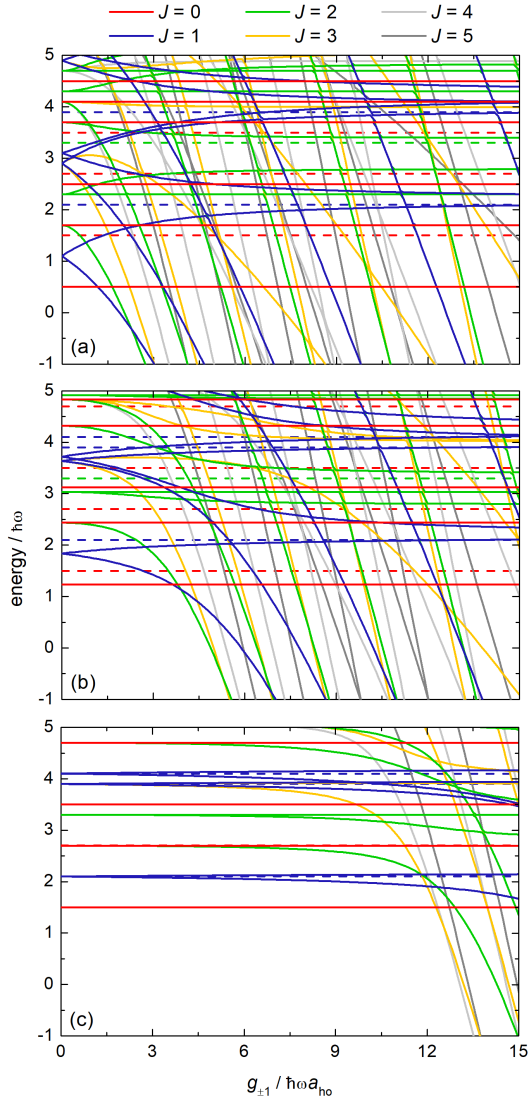 J = 0 J = 2 J = 4
J = 1 J = 3 J = 5
5
4
3
2
1
0
-1
(a)
5
4
3
2
1
0
-1
(b)
energy / ħω
5
4
3
2
1
0
-1
(c)
0 3 6 9 12 15
g±1 / ħωaho